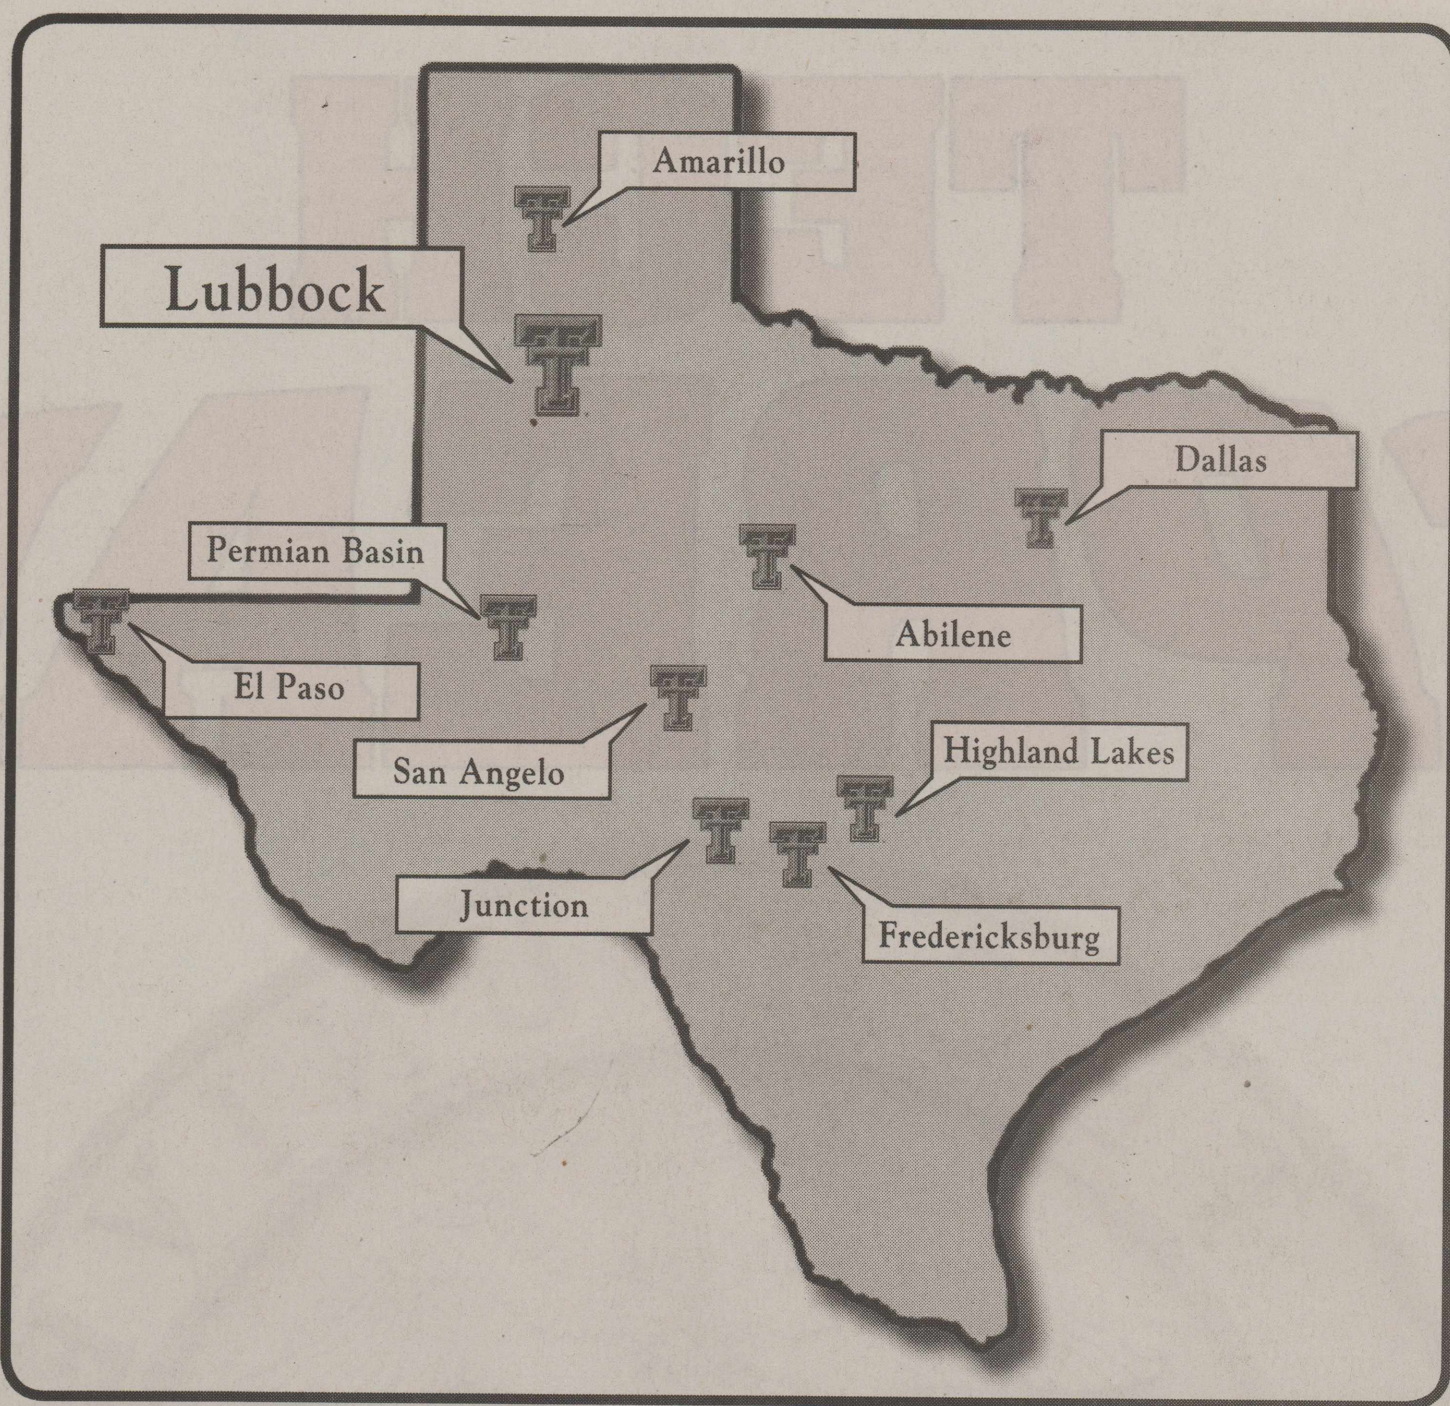 Amarillo
Lubbock
Dallas
Permian Basin
Abilene
El Paso
Highland Lakes
San Angelo
Junction
Fredericksburg